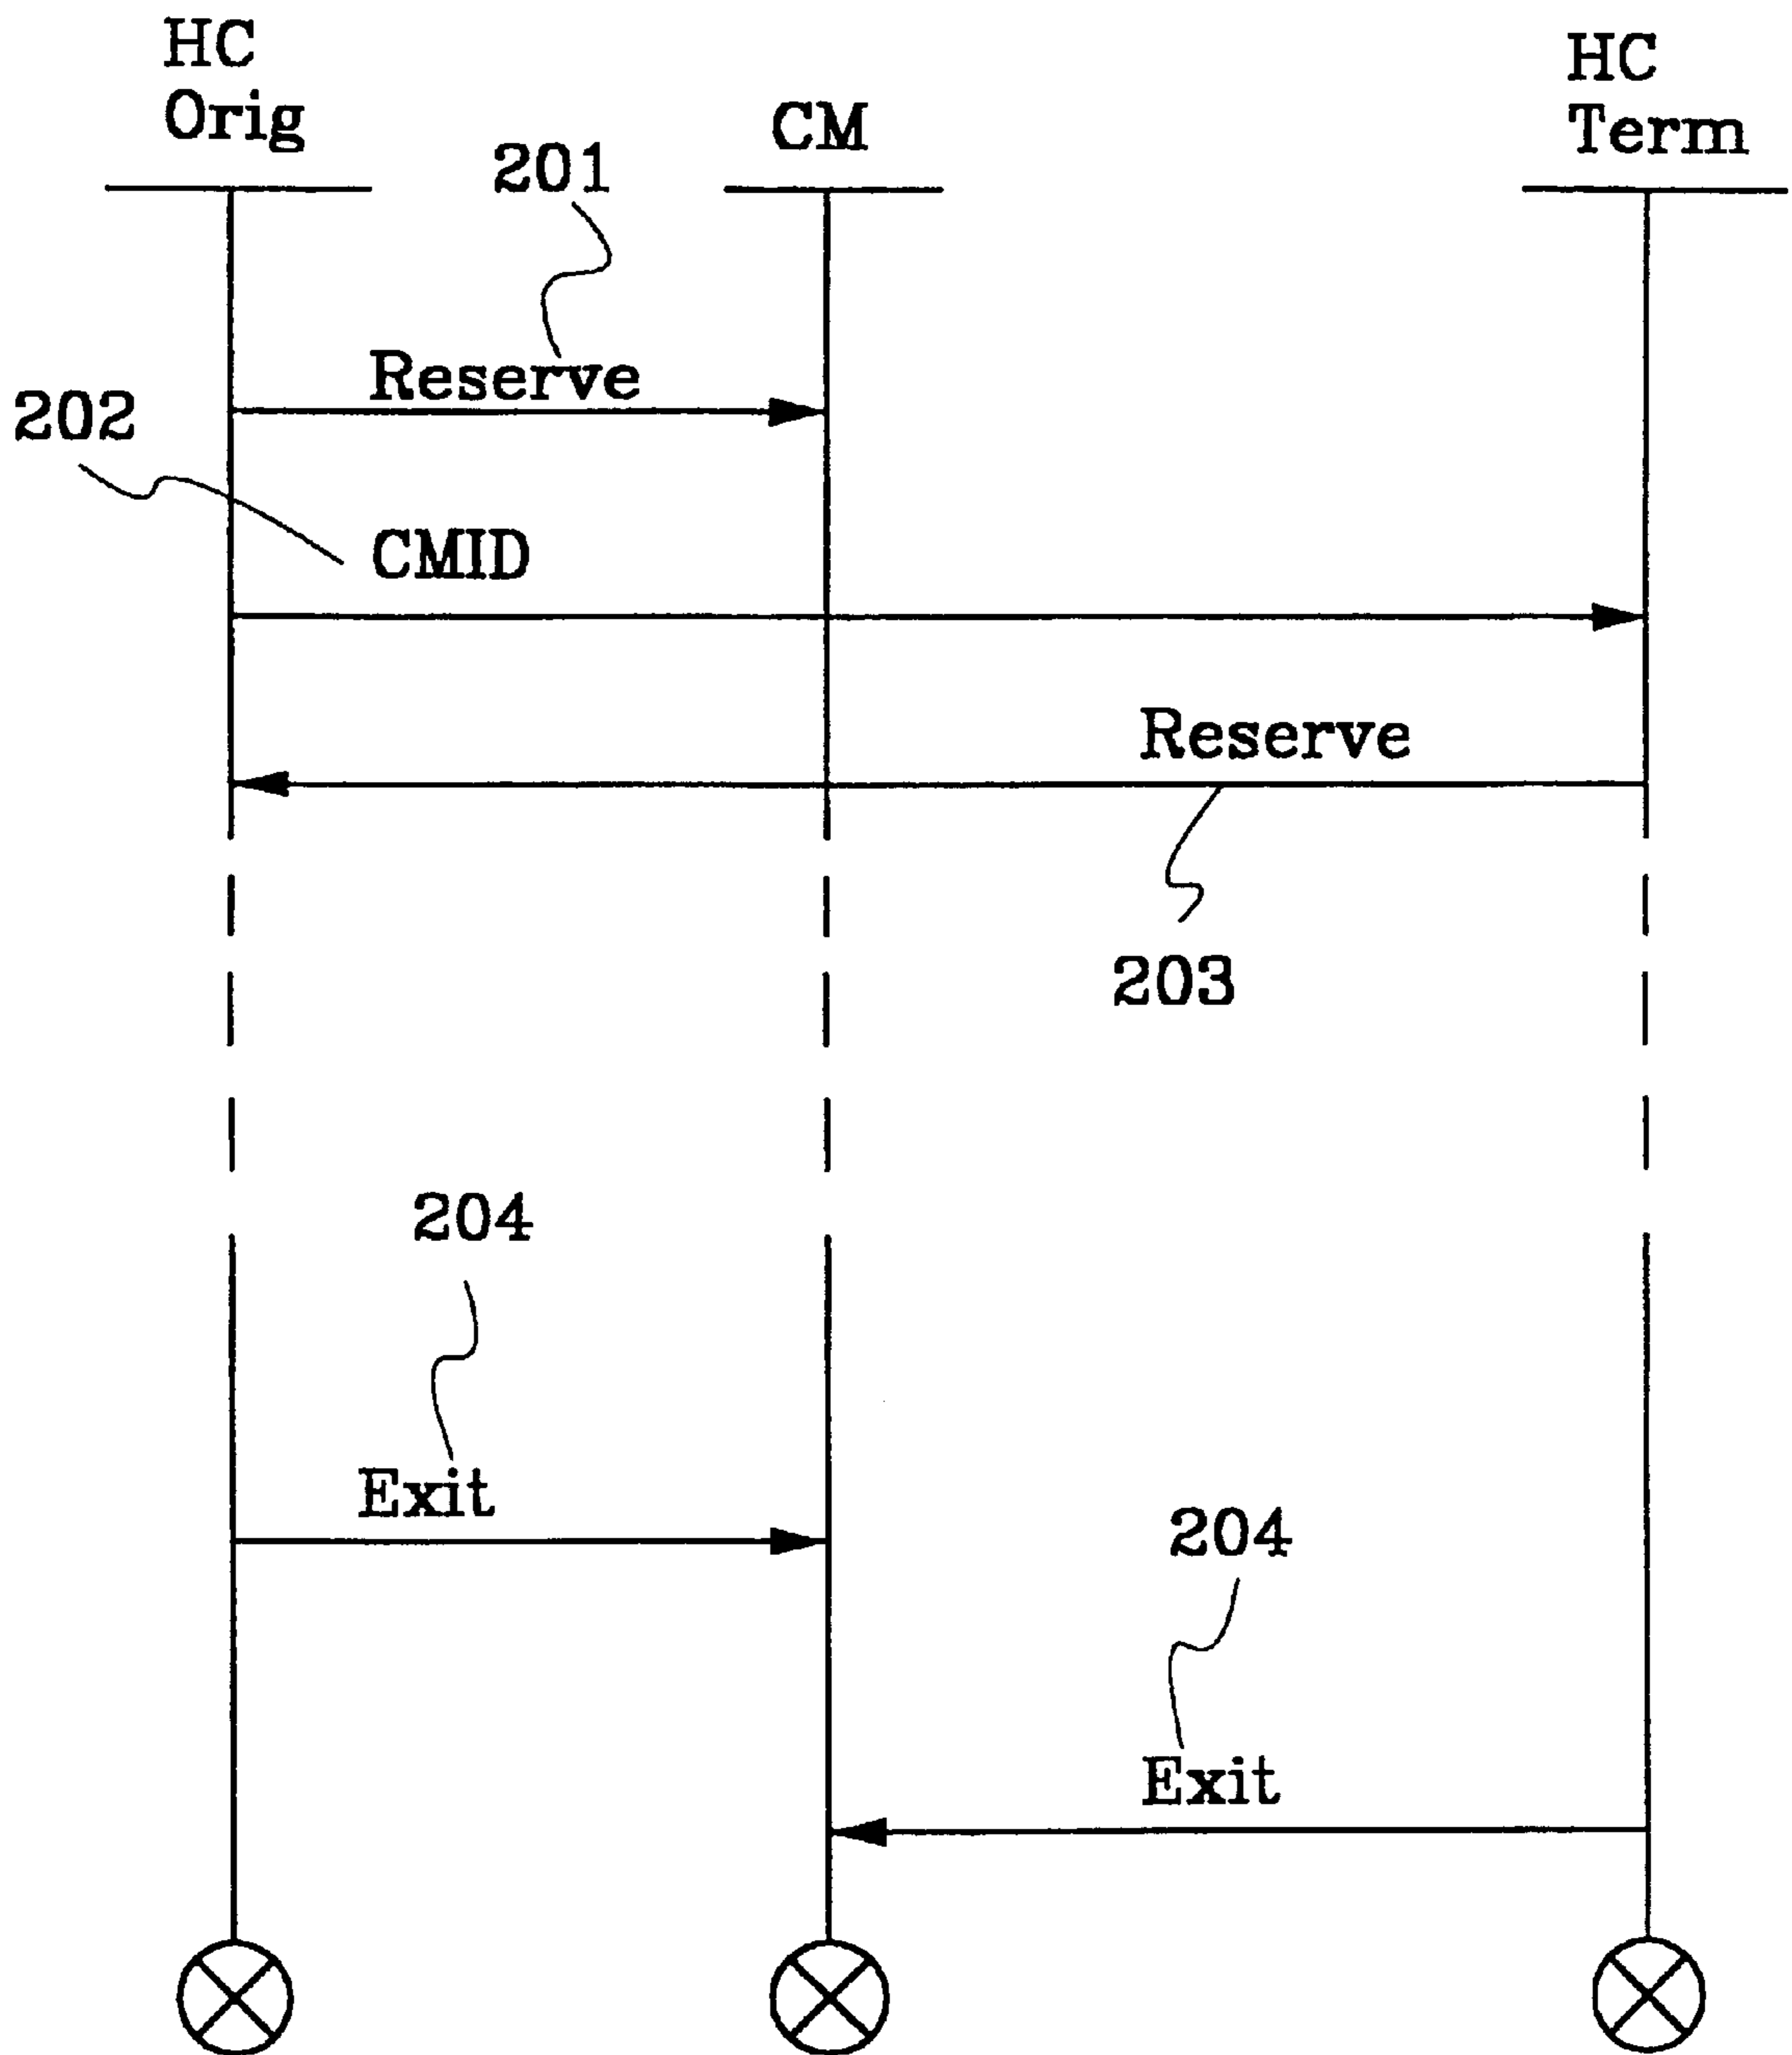 HC
Orig
CM
HC
Term
201
Reserve
202
CMID
Reserve
203
204
Exit
204
Exit